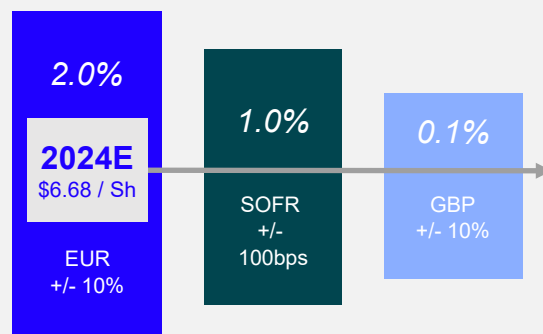 2.0%
2024E
$6.68 / Sh
EUR
+/- 10%
1.0%
SOFR
+/-
100bps
0.1%
GBP
+/- 10%